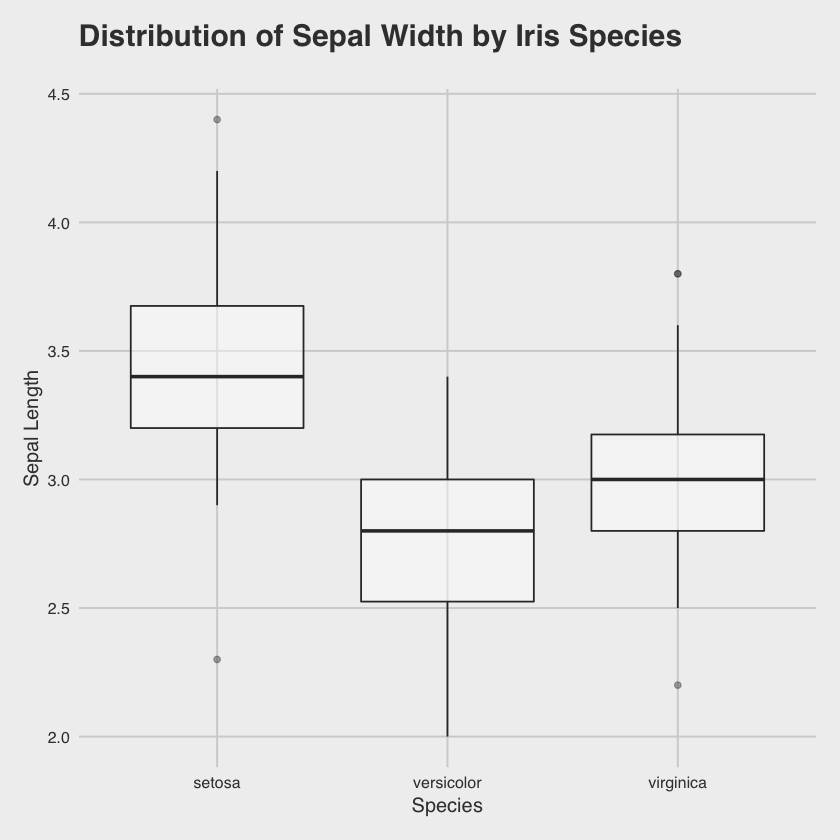 Distribution of Sepal Width by Iris Species
Sepal Length
4.5
4.0
3.5
3.0
2.5
2.0
setosa versicolor virginica
Species